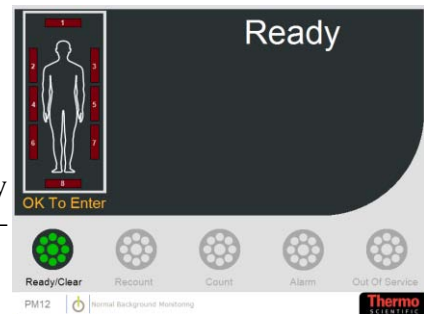 Ready
1
2 3
4 5
6 7
8
OK To Enter
y
Ready/Clear Recount Count Alarm Out Of Service
PM12 Normal Background Monitoring Thermo
SCIENTIFIC